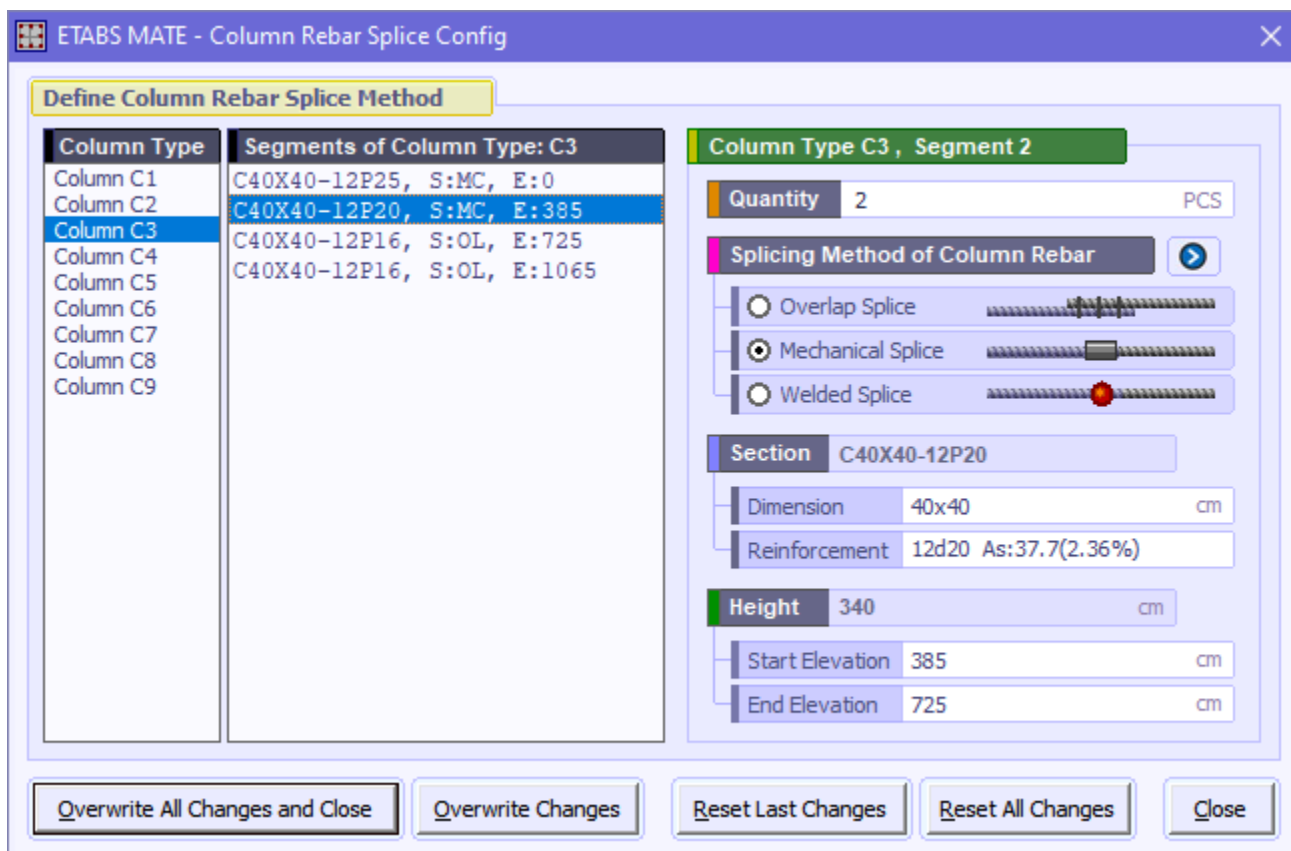 ETABS MATE - Column Rebar Splice Config
Define Column Rebar Splice Method
Column Type
Column C1
Column C2
Column C3
Column C4
Column C5
Column C6
Column C7
Column C8
Column C9
Segments of Column Type: C3
C40X40-12P25, S:MC, E:0
C40X40-12P20, S:MC, E:385
C40X40-12P16, S:OL, E:725
C40X40-12P16, S:OL, E:1065
Column Type C3 , Segment 2
Quantity 2 PCS
Splicing Method of Column Rebar
Overlap Splice
Mechanical Splice
Welded Splice
Section C40X40-12P20
Dimension 40x40 cm
Reinforcement 12d20 As:37.7(2.36%)
Height 340 cm
Start Elevation 385 cm
End Elevation 725 cm
Overwrite All Changes and Close Overwrite Changes Reset Last Changes Reset All Changes Close